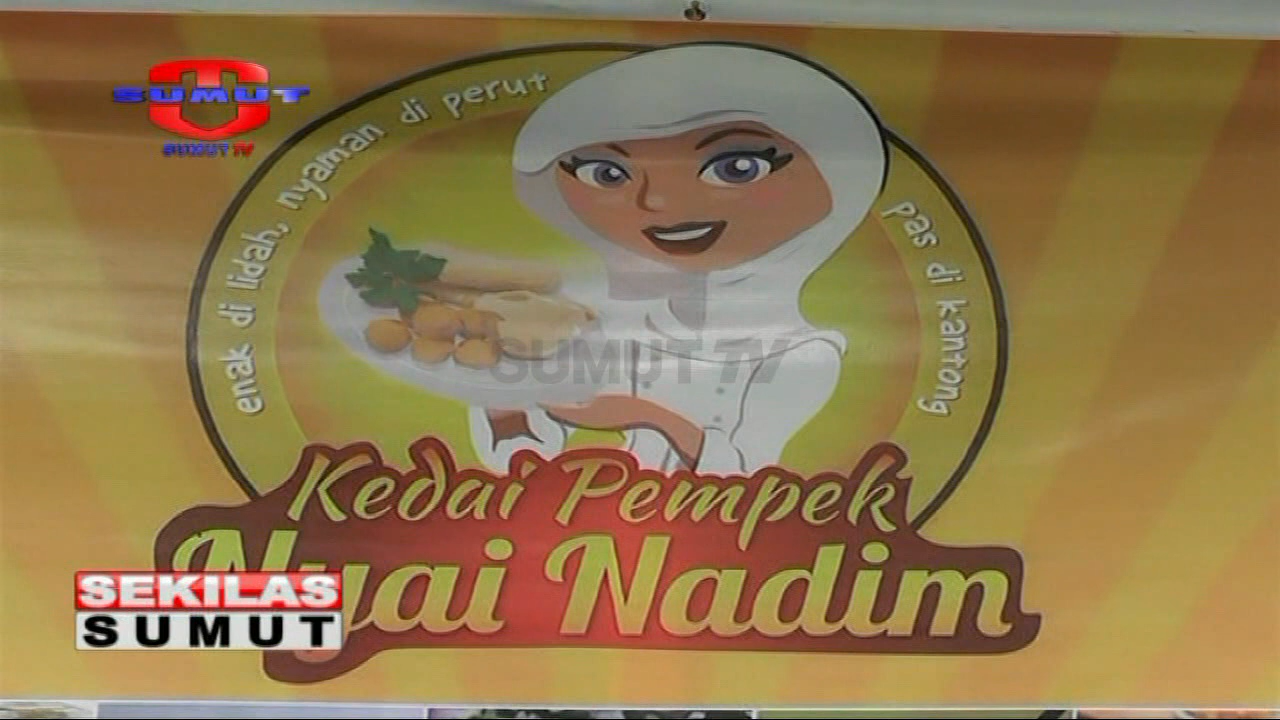 SUMUT
SUMUT TV
enak di lidah, nyaman di perut
pas di kantong
SUMUT TV
Kedai Pempek
Nyai Nadim
SEKILAS
SUMUT